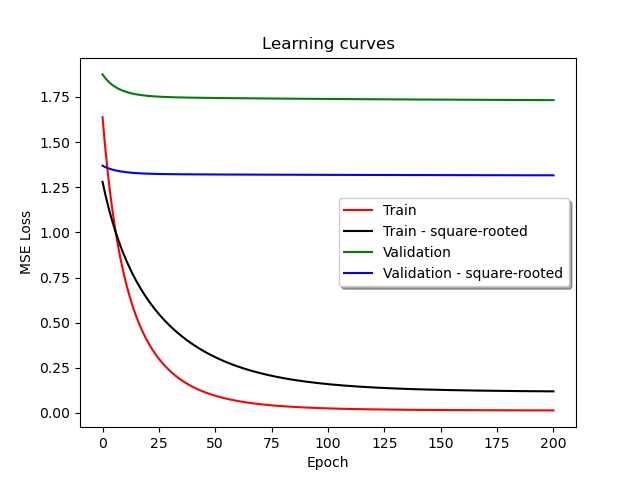 Learning curves
MSE Loss
1.75
1.50
1.25
1.00
0.75
0.50
0.25
0.00
Train
Train - square-rooted
Validation
Validation - square-rooted
0 25 50 75 100 125 150 175 200
Epoch